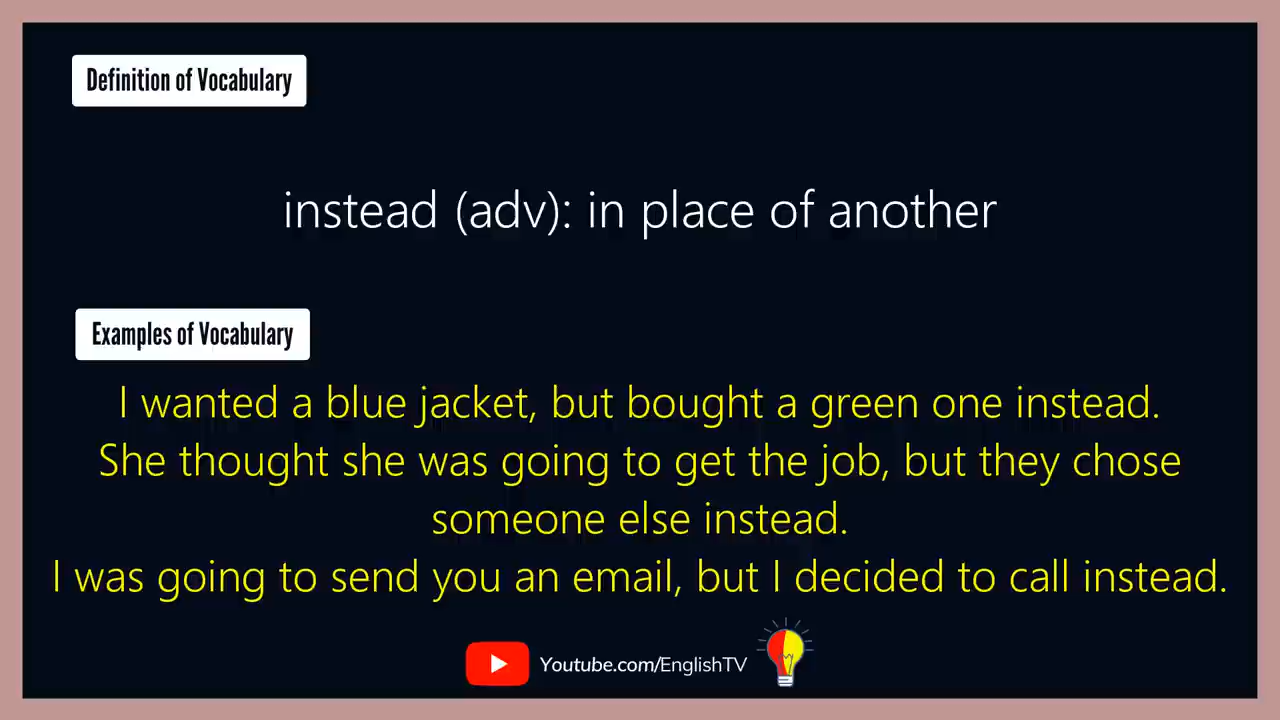 Definition of Vocabulary
instead (adv): in place of another
Examples of Vocabulary
I wanted a blue jacket, but bought a green one instead.
She thought she was going to get the job, but they chose
someone else instead.
I was going to send you an email, but I decided to call instead.
Youtube.com/EnglishTV